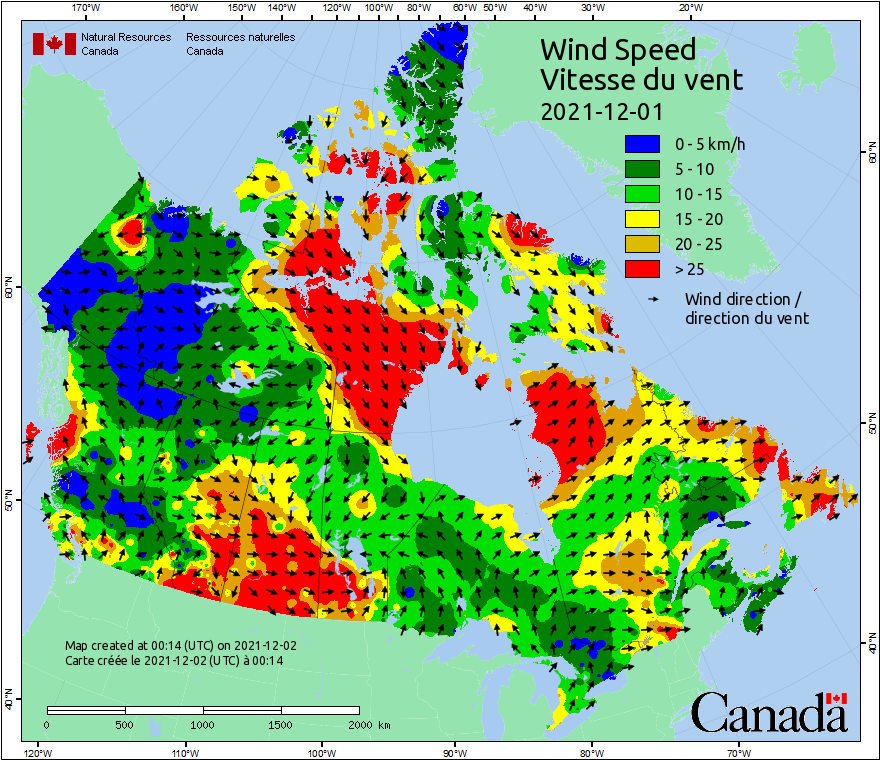 170°W 160°W 150°W 140°W 120°W 100°W 80°W 60°W 50°W 40°W 30°W 20°W
Natural Resources Ressources naturelles
Canada Canada
Wind Speed
Vitesse du vent
2021-12-01
0 - 5 km/h
5 - 10
10 - 15
15 - 20
20 - 25
> 25
Wind direction /
direction du vent
60°N
60°N
50°N
50°N
40°N
40°N
Map created at 00:14 (UTC) on 2021-12-02
Carte créée le 2021-12-02 (UTC) à 00:14
0 500 1000 1500 2000 km
Canada
120°W 110°W 100°W 90°W 80°W 70°W